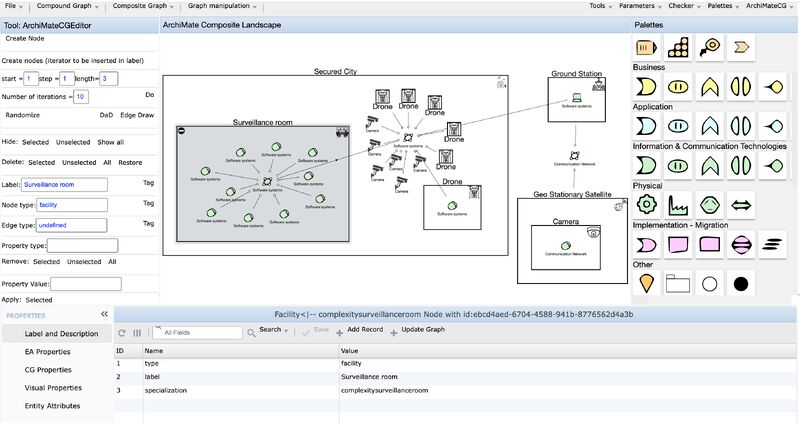 File Compound Graph Composite Graph Graph manipulation Tools Parameters Checker Palettes ArchiMateCG
Tool: ArchiMateCGEditor
Create Node
Create nodes (iterator to be inserted in label)
start = 1 step = 1 length= 3
Number of iterations = 10 Do
Randomize DaD Edge Draw
Hide: Selected Unselected Show all
Delete: Selected Unselected All Restore
Label: Surveillance room Tag
Node type: facility Tag
Edge type: undefined Tag
Property type:
Remove: Selected Unselected All
Property Value:
Apply: Selected
ArchiMate Composite Landscape
Secured City
Surveillance room
Software systems
Software systems
Software systems
Software systems
Software systems
Software systems
Software systems
Software systems
Software systems
Software systems
Software systems
Drone
Drone
Drone
Drone
Drone
Drone
Camera
Camera
Camera
Camera
Camera
Camera
Software systems
Drone
Software systems
Ground Station
Software systems
Communication Network
Geo Stationary Satellite
Camera
Communication Network
Palettes
Business
Application
Information & Communication Technologies
Physical
Implementation - Migration
Other
PROPERTIES
Label and Description
EA Properties
CG Properties
Visual Properties
Entity Attributes
Facility<|-- complexitysurveillanceroom Node with id:ebcd4aed-6704-4588-941b-8776562d4a3b
All Fields Search Save Add Record Update Graph
ID Name Value
1 type facility
2 label Surveillance room
3 specialization complexitysurveillanceroom